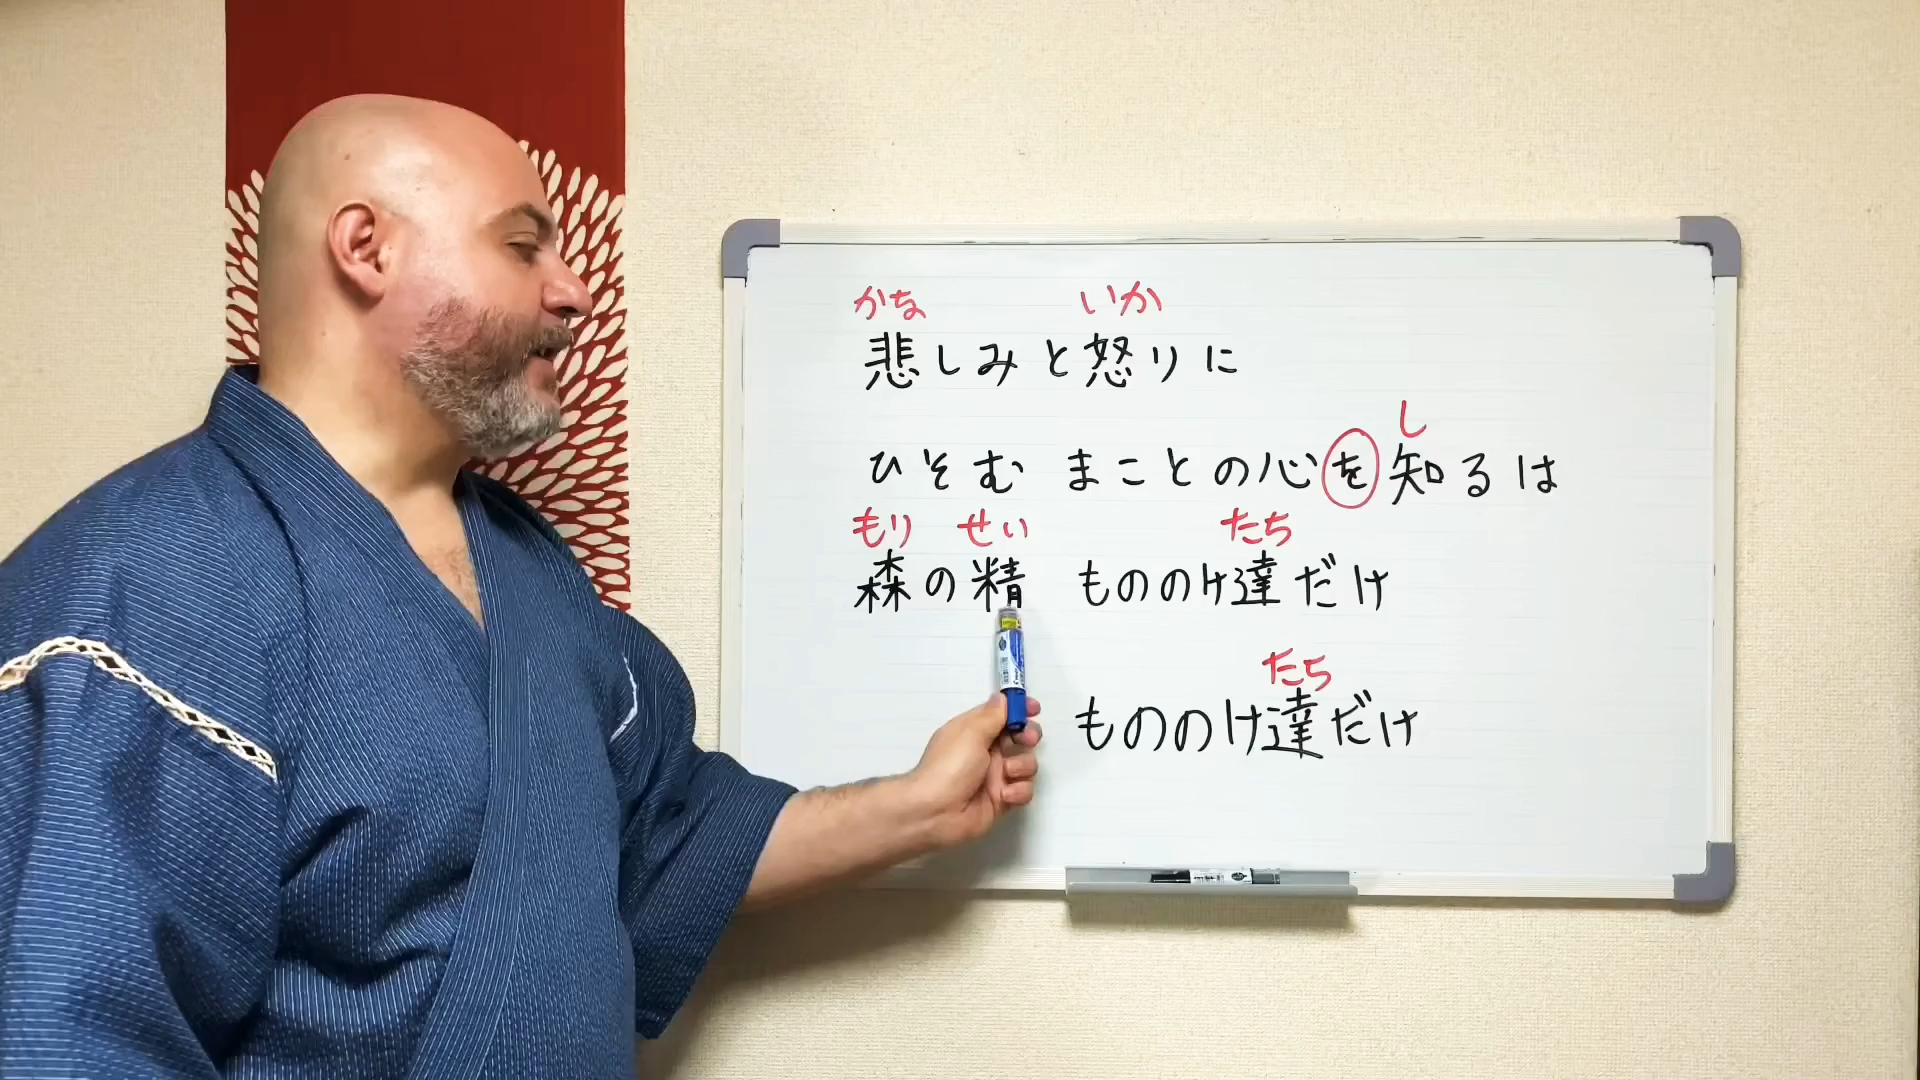 かな いか
悲しみと怒りに
し
ひそむ まことの心を知るは
もり せい たち
森の精 もののけ達だけ
たち
もののけ達だけ